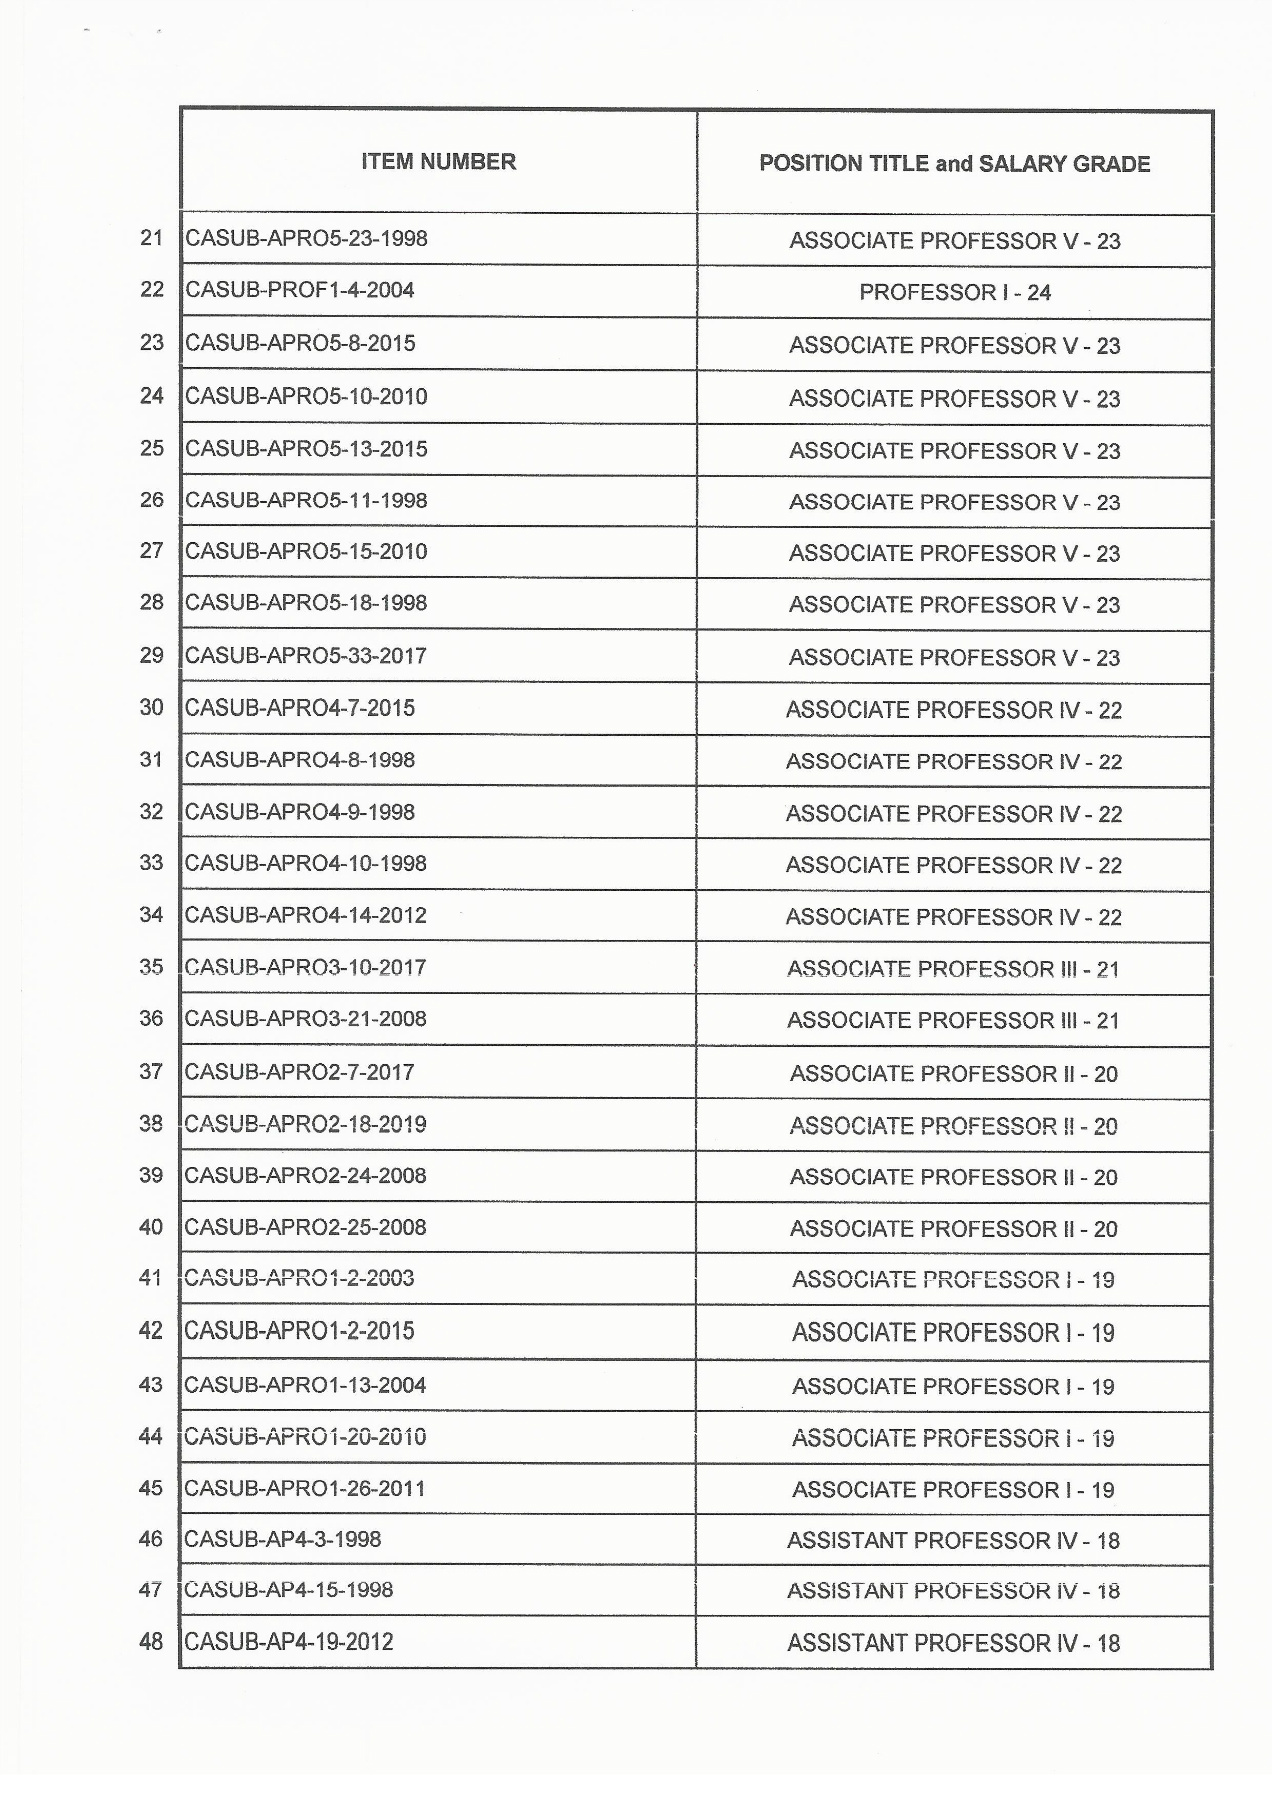 ITEM NUMBER POSITION TITLE and SALARY GRADE
21 CASUB-APRO5-23-1998 ASSOCIATE PROFESSOR V - 23
22 CASUB-PROF1-4-2004 PROFESSOR I - 24
23 CASUB-APRO5-8-2015 ASSOCIATE PROFESSOR V - 23
24 CASUB-APRO5-10-2010 ASSOCIATE PROFESSOR V - 23
25 CASUB-APRO5-13-2015 ASSOCIATE PROFESSOR V - 23
26 CASUB-APRO5-11-1998 ASSOCIATE PROFESSOR V - 23
27 CASUB-APRO5-15-2010 ASSOCIATE PROFESSOR V - 23
28 CASUB-APRO5-18-1998 ASSOCIATE PROFESSOR V - 23
29 CASUB-APRO5-33-2017 ASSOCIATE PROFESSOR V - 23
30 CASUB-APRO4-7-2015 ASSOCIATE PROFESSOR IV - 22
31 CASUB-APRO4-8-1998 ASSOCIATE PROFESSOR IV - 22
32 CASUB-APRO4-9-1998 ASSOCIATE PROFESSOR IV - 22
33 CASUB-APRO4-10-1998 ASSOCIATE PROFESSOR IV - 22
34 CASUB-APRO4-14-2012 ASSOCIATE PROFESSOR IV - 22
35 CASUB-APRO3-10-2017 ASSOCIATE PROFESSOR III - 21
36 CASUB-APRO3-21-2008 ASSOCIATE PROFESSOR III - 21
37 CASUB-APRO2-7-2017 ASSOCIATE PROFESSOR II - 20
38 CASUB-APRO2-18-2019 ASSOCIATE PROFESSOR II - 20
39 CASUB-APRO2-24-2008 ASSOCIATE PROFESSOR II - 20
40 CASUB-APRO2-25-2008 ASSOCIATE PROFESSOR II - 20
41 CASUB-APRO1-2-2003 ASSOCIATE PROFESSOR I - 19
42 CASUB-APRO1-2-2015 ASSOCIATE PROFESSOR I - 19
43 CASUB-APRO1-13-2004 ASSOCIATE PROFESSOR I - 19
44 CASUB-APRO1-20-2010 ASSOCIATE PROFESSOR I - 19
45 CASUB-APRO1-26-2011 ASSOCIATE PROFESSOR I - 19
46 CASUB-AP4-3-1998 ASSISTANT PROFESSOR IV - 18
47 CASUB-AP4-15-1998 ASSISTANT PROFESSOR IV - 18
48 CASUB-AP4-19-2012 ASSISTANT PROFESSOR IV - 18